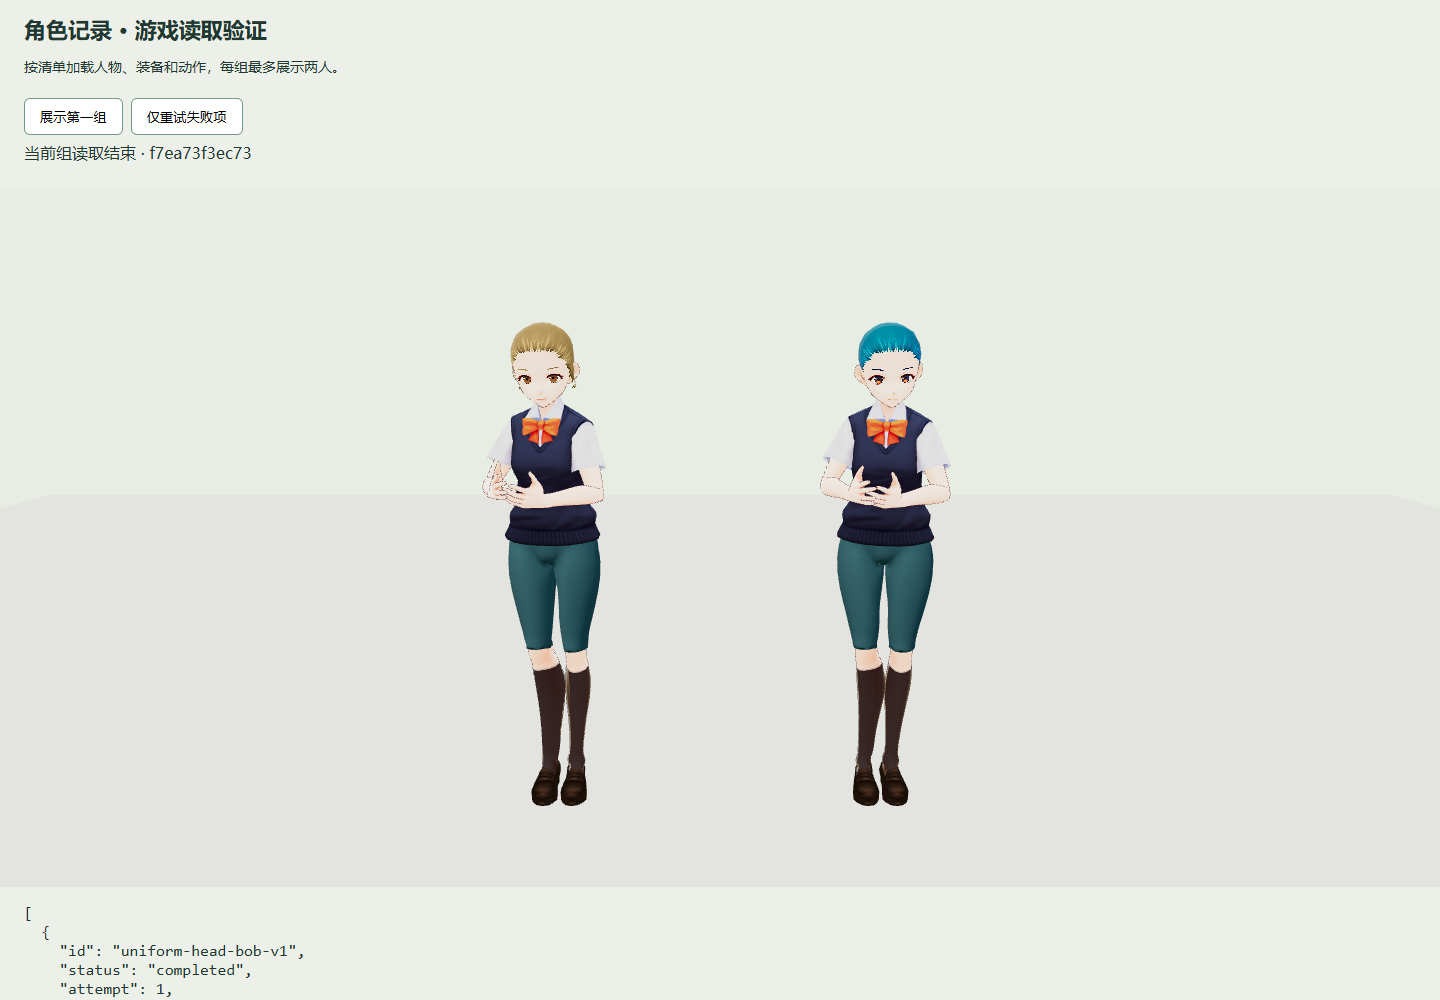 角色记录 • 游戏读取验证
按清单加载人物、装备和动作，每组最多展示两人。
展示第一组 仅重试失败项
当前组读取结束 · f7ea73f3ec73
[
{
"id": "uniform-head-bob-v1",
"status": "completed",
"attempt": 1,